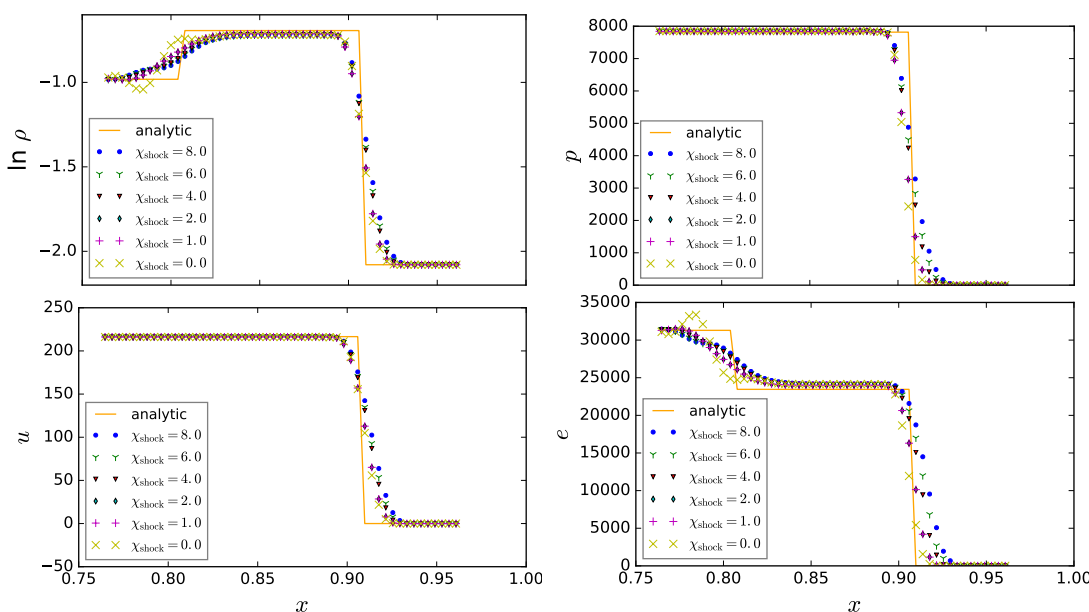 ln ρ
−1.0
−1.5
−2.0
analytic
χshock = 8.0
χshock = 6.0
χshock = 4.0
χshock = 2.0
χshock = 1.0
χshock = 0.0
p
8000
7000
6000
5000
4000
3000
2000
1000
0
analytic
χshock = 8.0
χshock = 6.0
χshock = 4.0
χshock = 2.0
χshock = 1.0
χshock = 0.0
u
250
200
150
100
50
0
−50
analytic
χshock = 8.0
χshock = 6.0
χshock = 4.0
χshock = 2.0
χshock = 1.0
χshock = 0.0
0.75 0.80 0.85 0.90 0.95 1.00
x
e
35000
30000
25000
20000
15000
10000
5000
0
analytic
χshock = 8.0
χshock = 6.0
χshock = 4.0
χshock = 2.0
χshock = 1.0
χshock = 0.0
0.75 0.80 0.85 0.90 0.95 1.00
x